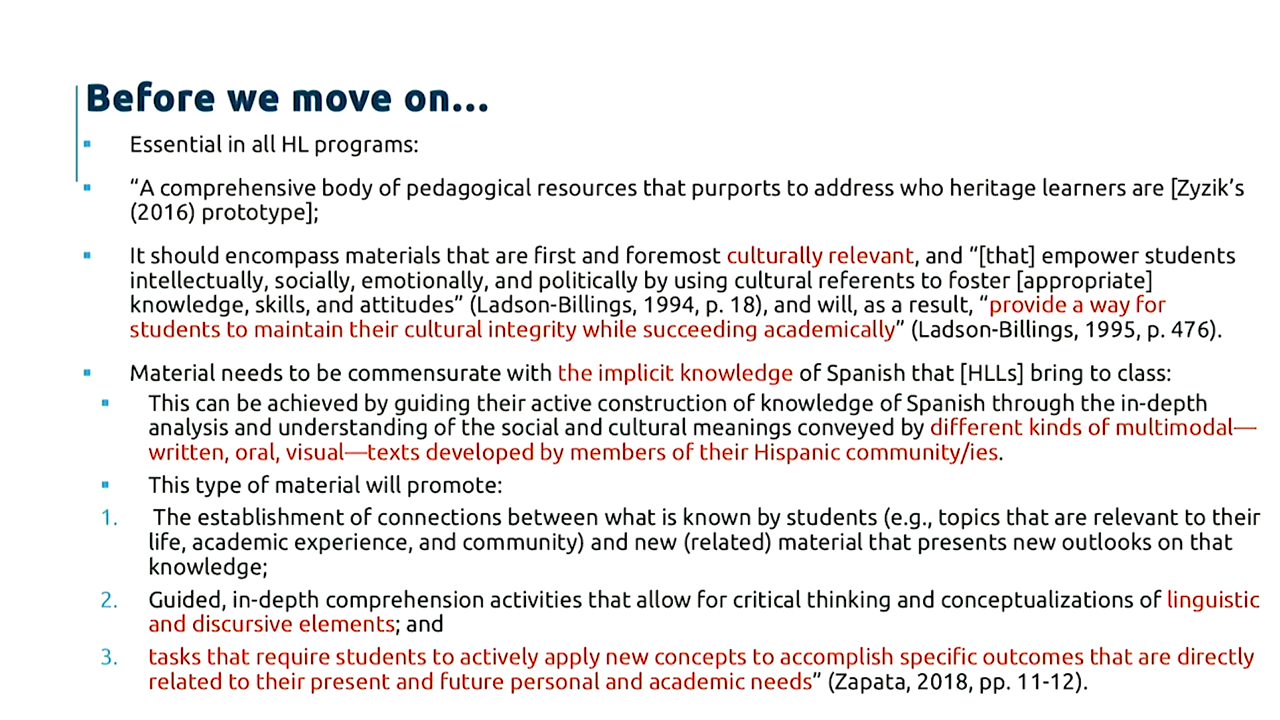 Before we move on...
Essential in all HL programs:
“A comprehensive body of pedagogical resources that purports to address who heritage learners are [Zyzik’s
(2016) prototype];
It should encompass materials that are first and foremost culturally relevant, and “[that] empower students
intellectually, socially, emotionally, and politically by using cultural referents to foster [appropriate]
knowledge, skills, and attitudes” (Ladson-Billings, 1994, p. 18), and will, as a result, “provide a way for
students to maintain their cultural integrity while succeeding academically” (Ladson-Billings, 1995, p. 476).
Material needs to be commensurate with the implicit knowledge of Spanish that [HLLs] bring to class:
This can be achieved by guiding their active construction of knowledge of Spanish through the in-depth
analysis and understanding of the social and cultural meanings conveyed by different kinds of multimodal—
written, oral, visual—texts developed by members of their Hispanic community/ies.
This type of material will promote:
1. The establishment of connections between what is known by students (e.g., topics that are relevant to their
life, academic experience, and community) and new (related) material that presents new outlooks on that
knowledge;
2. Guided, in-depth comprehension activities that allow for critical thinking and conceptualizations of linguistic
and discursive elements; and
3. tasks that require students to actively apply new concepts to accomplish specific outcomes that are directly
related to their present and future personal and academic needs” (Zapata, 2018, pp. 11-12).